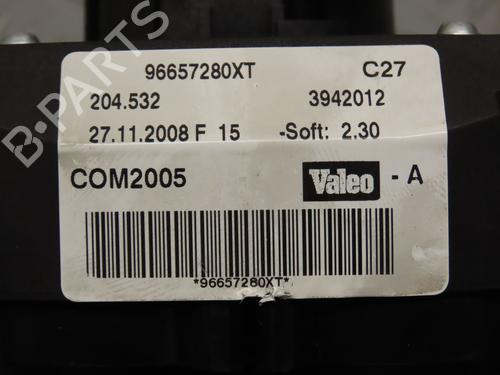 96657280XT C27
204.532 3942012
27.11.2008 F 15 -Soft: 2.30
COM2005 Valeo - A
*96657280XT*
B-PARTS